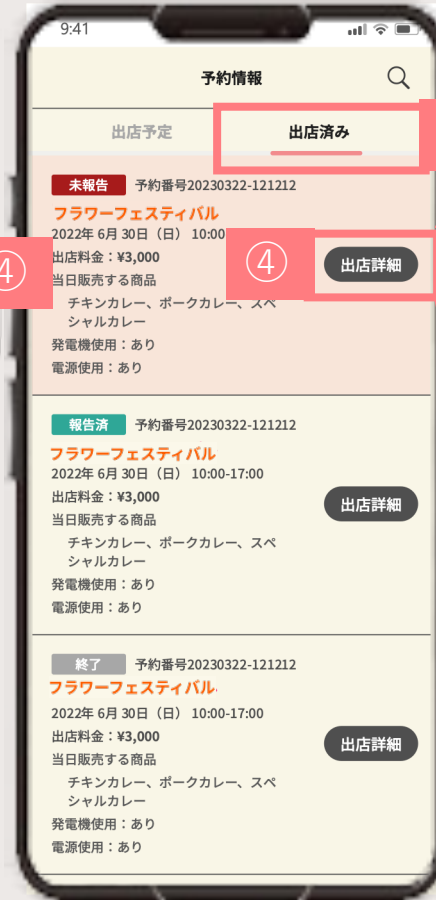 9:41
予約情報
出店予定 出店済み
未報告 予約番号20230322-121212
フラワーフェスティバル
2022年 6月 30日（日） 10:00
④ 出店料金：¥3,000 ④ 出店詳細
当日販売する商品
チキンカレー、ポークカレー、スペ
シャルカレー
発電機使用：あり
電源使用：あり
報告済 予約番号20230322-121212
フラワーフェスティバル
2022年 6月 30日（日） 10:00-17:00
出店料金：¥3,000 出店詳細
当日販売する商品
チキンカレー、ポークカレー、スペ
シャルカレー
発電機使用：あり
電源使用：あり
終了 予約番号20230322-121212
フラワーフェスティバル
2022年 6月 30日（日） 10:00-17:00
出店料金：¥3,000 出店詳細
当日販売する商品
チキンカレー、ポークカレー、スペ
シャルカレー
発電機使用：あり
電源使用：あり